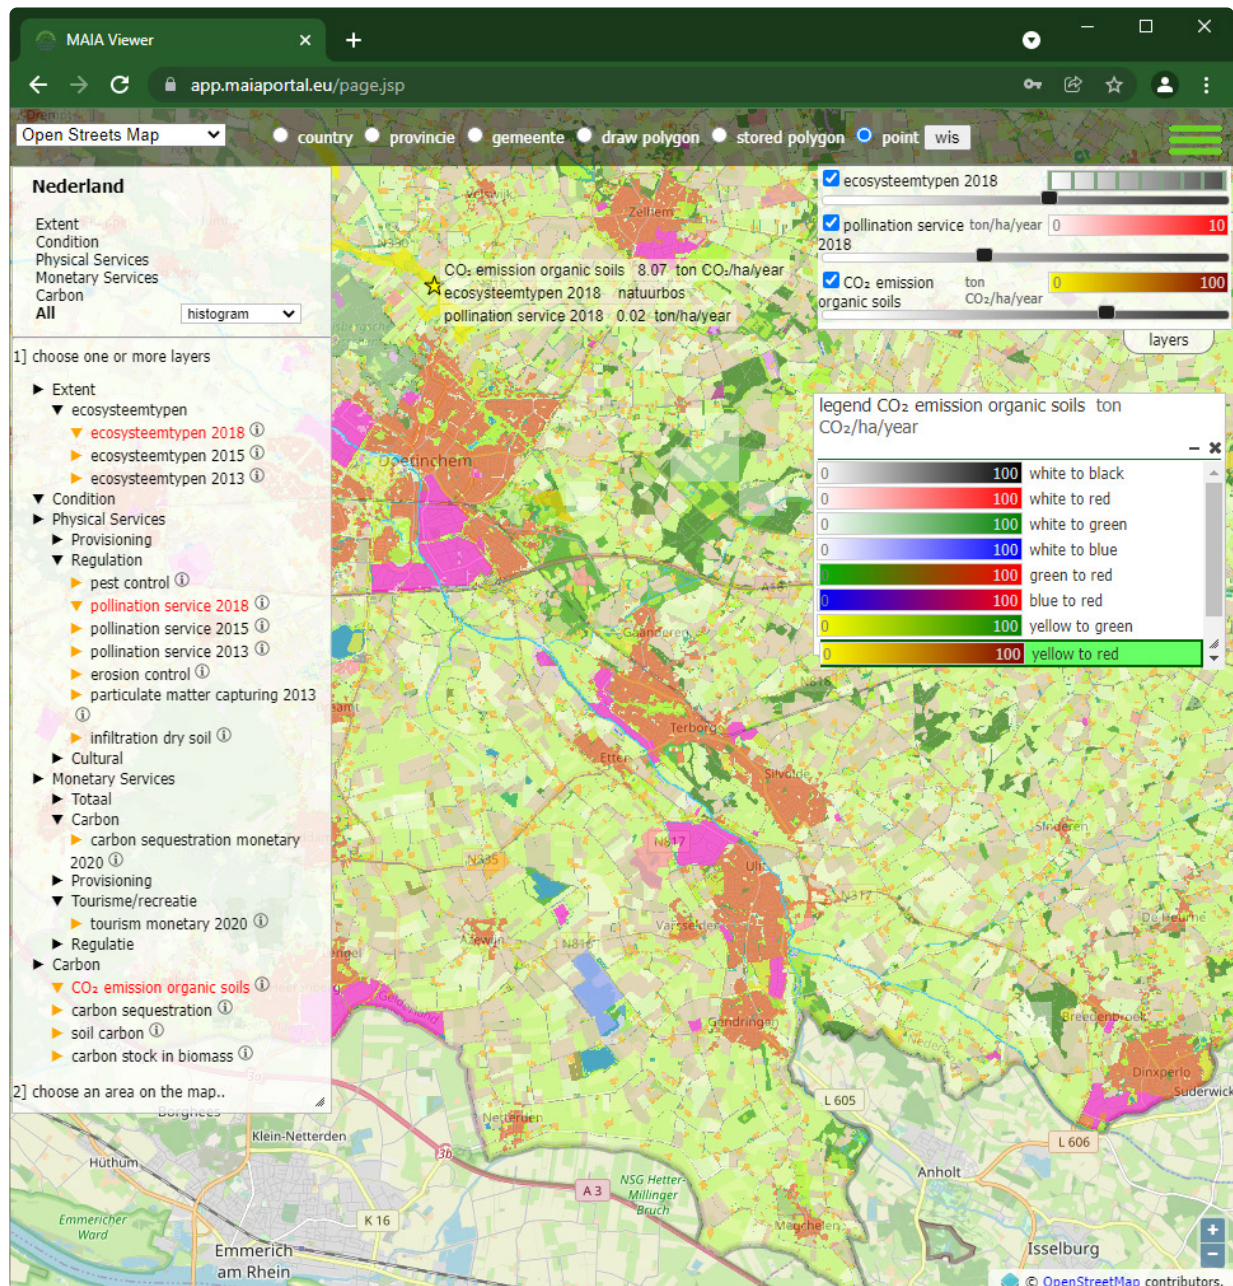 MAIA Viewer
app.maiaportal.eu/page.jsp
Open Streets Map
country provincie gemeente draw polygon stored polygon point wis
Nederland
Extent
Condition
Physical Services
Monetary Services
Carbon
All histogram
1] choose one or more layers
Extent
ecosysteemtypen
ecosysteemtypen 2018
ecosysteemtypen 2015
ecosysteemtypen 2013
Condition
Physical Services
Provisioning
Regulation
pest control
pollination service 2018
pollination service 2015
pollination service 2013
erosion control
particulate matter capturing 2013
infiltration dry soil
Cultural
Monetary Services
Totaal
Carbon
carbon sequestration monetary
2020
Provisioning
Tourisme/recreatie
tourism monetary 2020
Regulatie
Carbon
CO₂ emission organic soils
carbon sequestration
soil carbon
carbon stock in biomass
2] choose an area on the map..
ecosysteemtypen 2018
pollination service ton/ha/year 0 10
2018
CO₂ emission ton 0 100
organic soils CO₂/ha/year
layers
CO₂ emission organic soils 8.07 ton CO₂/ha/year
ecosysteemtypen 2018 natuurbos
pollination service 2018 0.02 ton/ha/year
legend CO₂ emission organic soils ton
CO₂/ha/year
0 100 white to black
0 100 white to red
0 100 white to green
0 100 white to blue
0 100 green to red
0 100 blue to red
0 100 yellow to green
0 100 yellow to red
Velswijk
Zelhem
N330
Doetinchem
A18
Gaanderen
N818
Terborg
Etten
Silvolde
Sinderen
N817
Ulft
N335
N317
De Heurne
Varsselder
Azewijn
N816
Gelderland
Gendringen
Breedenbroek
Dinxperlo
Suderwick
Netterden
L 605
L 606
Borghees
Klein-Netterden
Hüthum
3b
A 3
NSG Hetter-
Millinger
Bruch
Anholt
K 16
Emmericher
Ward
Emmerich
am Rhein
Megchelen
Isselburg
+
−
© OpenStreetMap contributors.